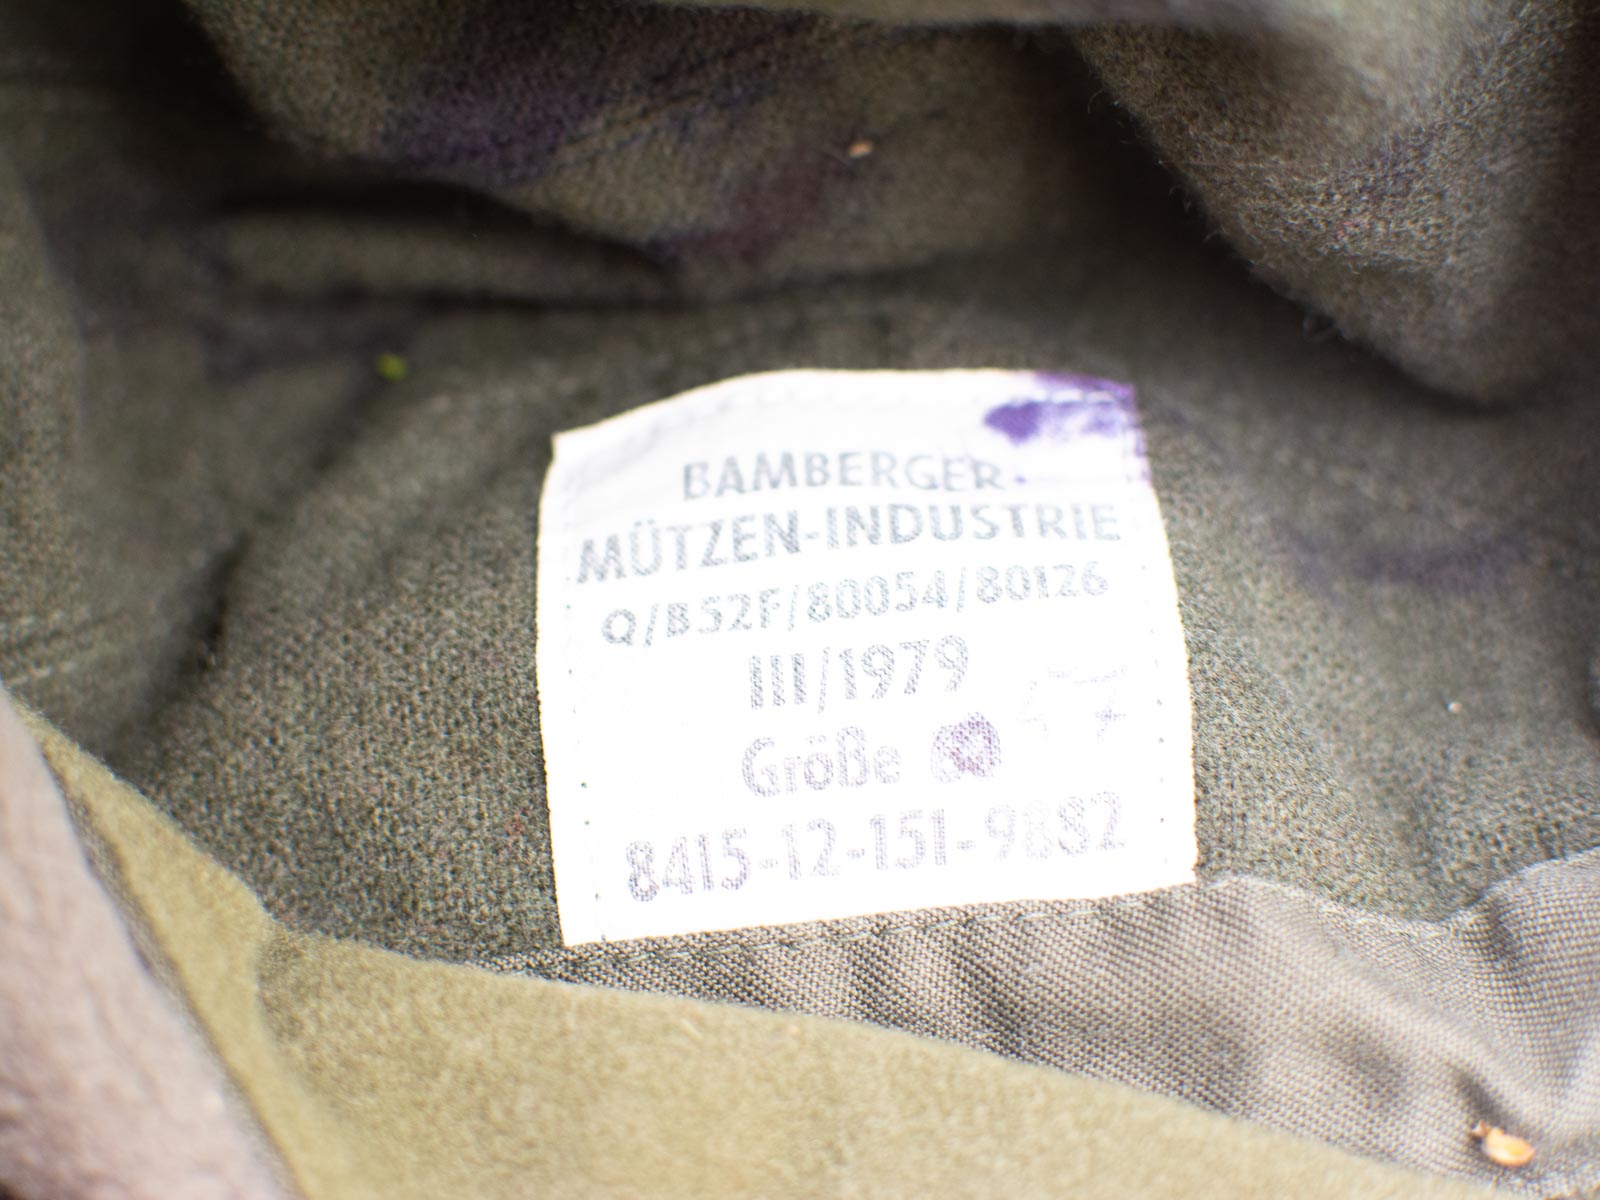 BAMBERGER
MÜTZEN-INDUSTRIE
Q/B52F/80054/80126
III/1979
Größe
8415-12-151-9882